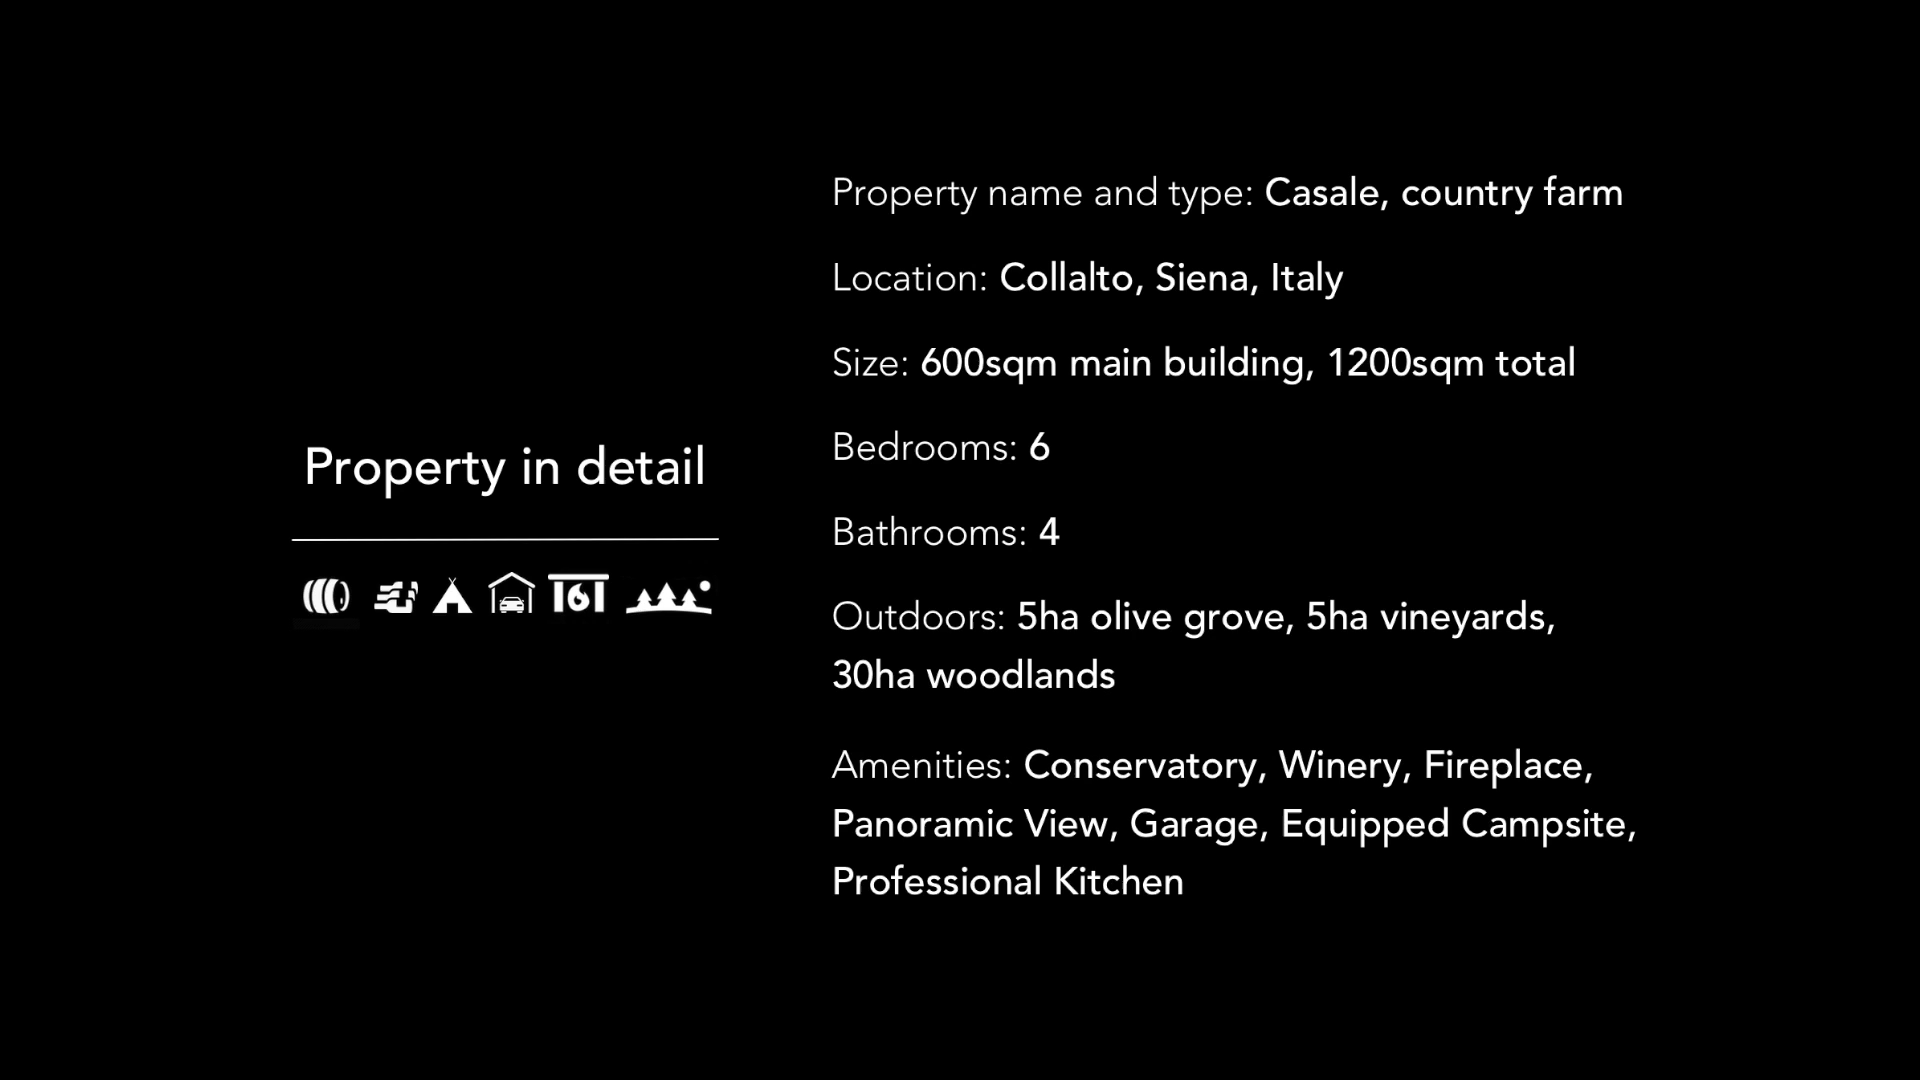 Property in detail
Property name and type: Casale, country farm
Location: Collalto, Siena, Italy
Size: 600sqm main building, 1200sqm total
Bedrooms: 6
Bathrooms: 4
Outdoors: 5ha olive grove, 5ha vineyards,
30ha woodlands
Amenities: Conservatory, Winery, Fireplace,
Panoramic View, Garage, Equipped Campsite,
Professional Kitchen